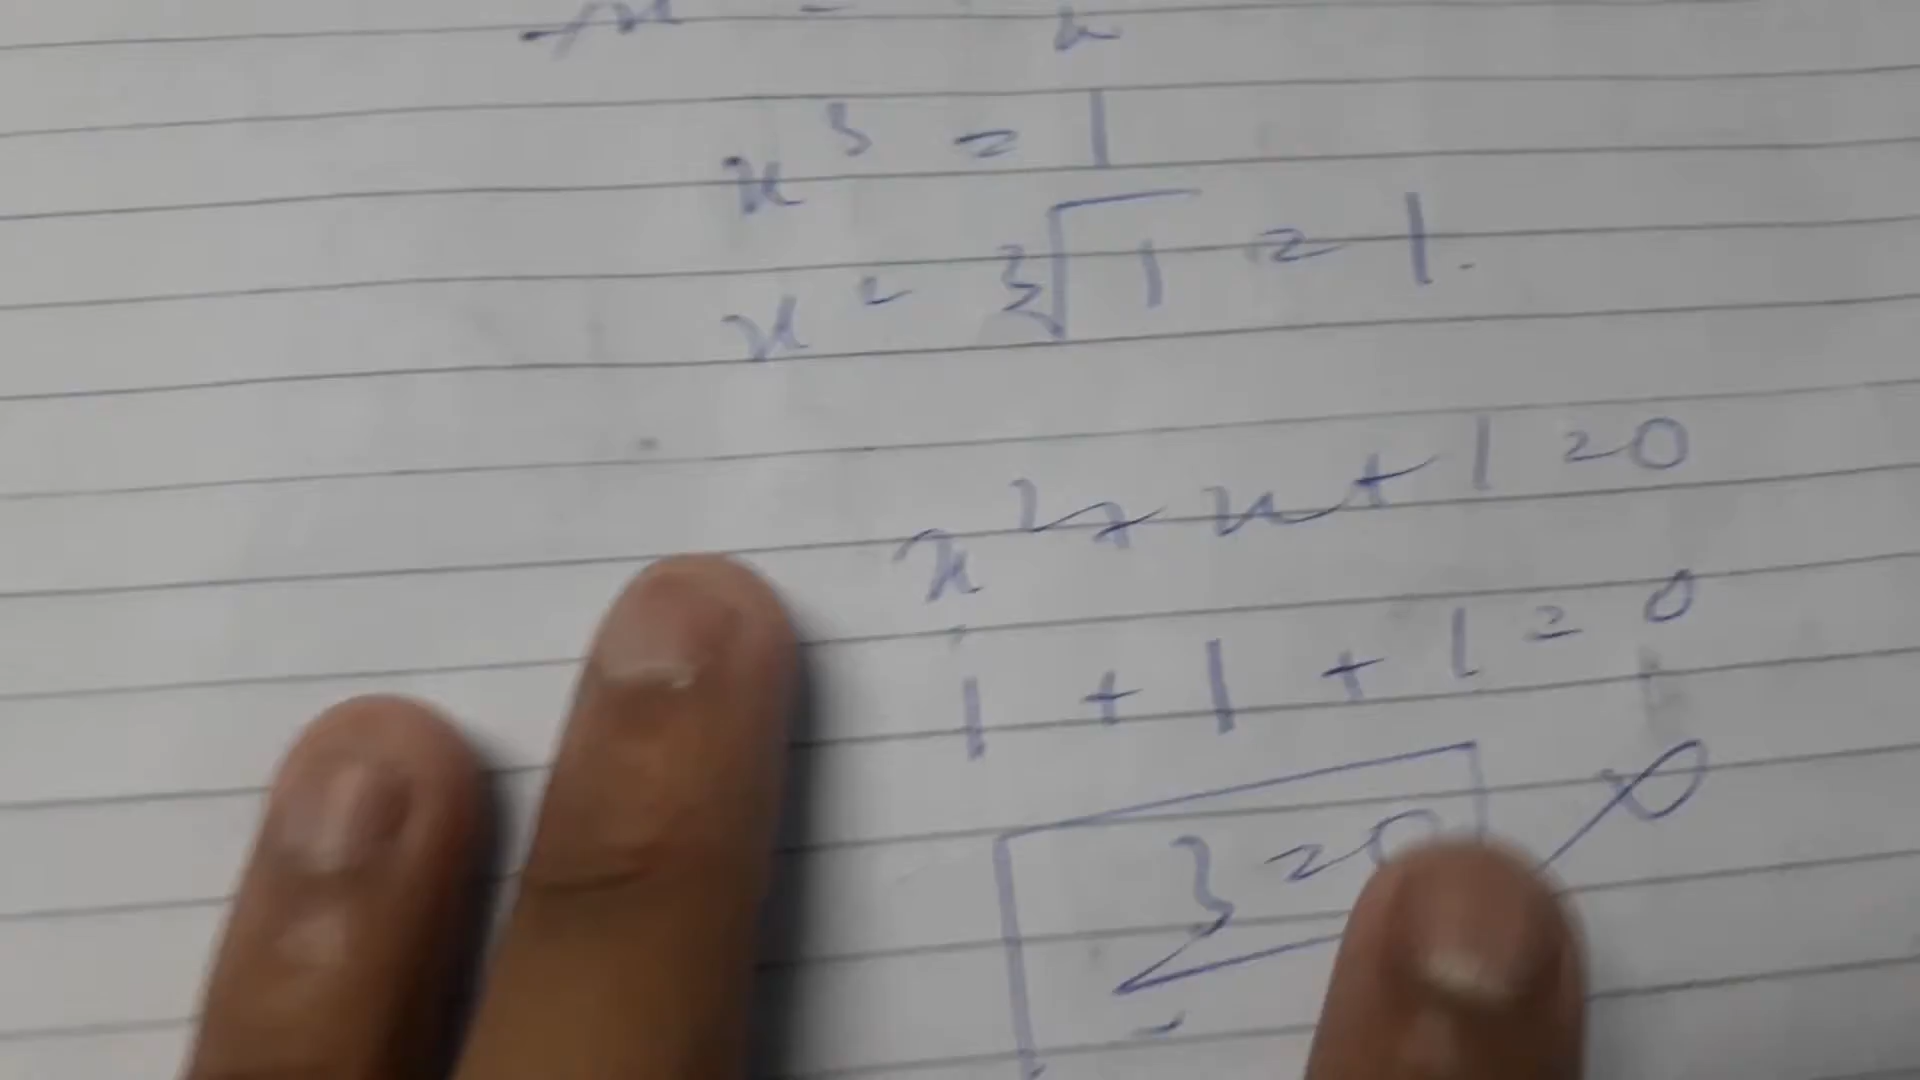 x³ = 1
x = ∛1 = 1.
x² + x + 1 = 0
1 + 1 + 1 = 0
3 = 0